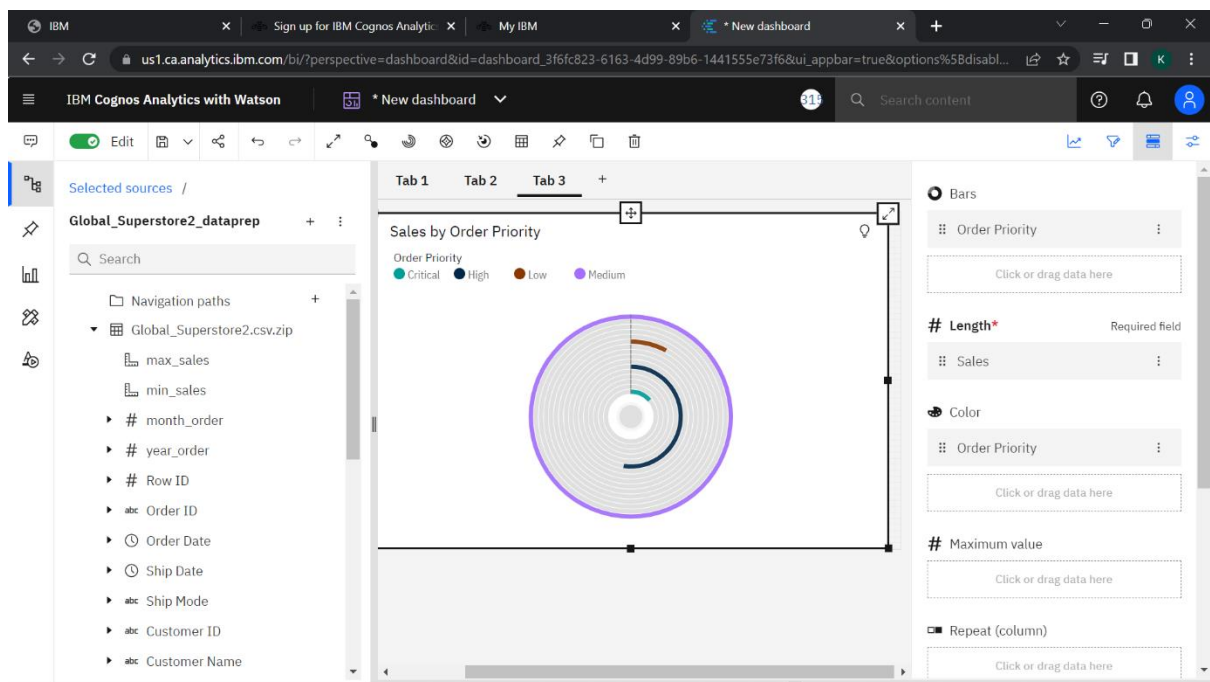 IBM
Sign up for IBM Cognos Analytic
My IBM
* New dashboard
us1.ca.analytics.ibm.com/bi/?perspective=dashboard&id=dashboard_3f6fc823-6163-4d99-89b6-1441555e73f6&ui_appbar=true&options%5Bdisabl...
K
IBM Cognos Analytics with Watson
* New dashboard
315
Search content
Edit
Selected sources /
Global_Superstore2_dataprep
Search
Navigation paths
Global_Superstore2.csv.zip
max_sales
min_sales
# month_order
# year_order
# Row ID
abc Order ID
Order Date
Ship Date
abc Ship Mode
abc Customer ID
abc Customer Name
Tab 1 Tab 2 Tab 3 +
Sales by Order Priority
Order Priority
Critical High Low Medium
Bars
Order Priority
Click or drag data here
# Length* Required field
Sales
Color
Order Priority
Click or drag data here
# Maximum value
Click or drag data here
Repeat (column)
Click or drag data here